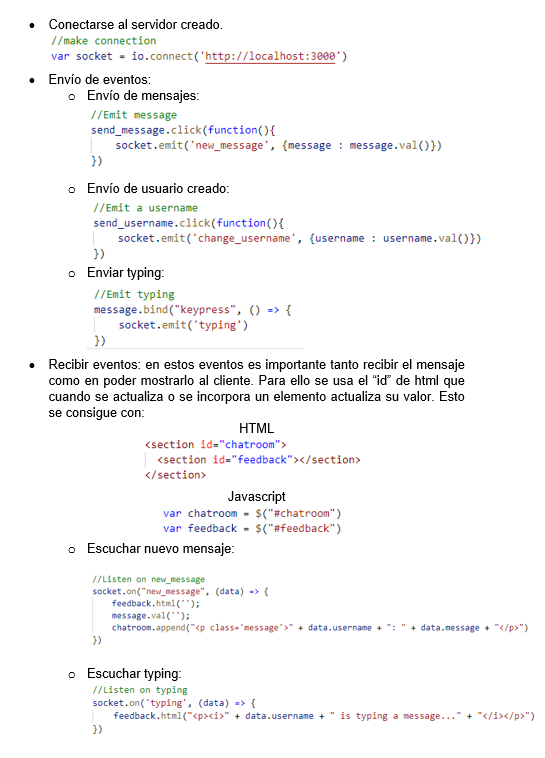 • Conectarse al servidor creado.
//make connection
var socket = io.connect('http://localhost:3000')
• Envío de eventos:
o Envío de mensajes:
//Emit message
send_message.click(function(){
socket.emit('new_message', {message : message.val()})
})
o Envío de usuario creado:
//Emit a username
send_username.click(function(){
socket.emit('change_username', {username : username.val()})
})
o Enviar typing:
//Emit typing
message.bind("keypress", () => {
socket.emit('typing')
})
• Recibir eventos: en estos eventos es importante tanto recibir el mensaje
como en poder mostrarlo al cliente. Para ello se usa el “id” de html que
cuando se actualiza o se incorpora un elemento actualiza su valor. Esto
se consigue con:
HTML
<section id="chatroom">
<section id="feedback"></section>
</section>
Javascript
var chatroom = $("#chatroom")
var feedback = $("#feedback")
o Escuchar nuevo mensaje:
//Listen on new_message
socket.on("new_message", (data) => {
feedback.html('');
message.val('');
chatroom.append("<p class='message'>" + data.username + ": " + data.message + "</p>")
})
o Escuchar typing:
//Listen on typing
socket.on('typing', (data) => {
feedback.html("<p><i>" + data.username + " is typing a message..." + "</i></p>")
})